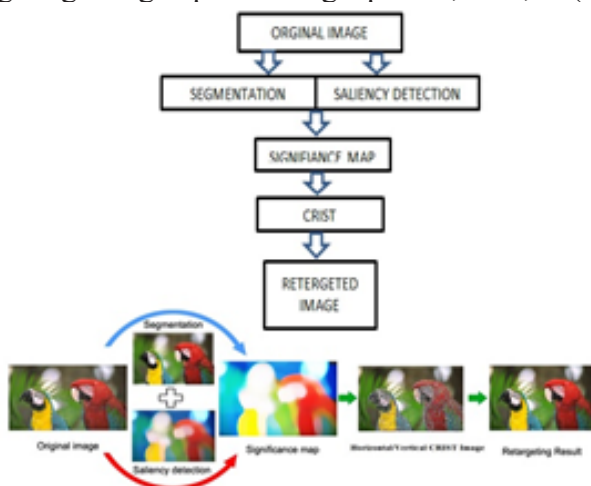 ORGINAL IMAGE
SEGMENTATION
SALIENCY DETECTION
SIGNIFIANCE MAP
CRIST
RETERGETED
IMAGE
Segmentation
Original image
Saliency detection
Significance map
Horizontal/Vertical CRIST Image
Retargeting Result